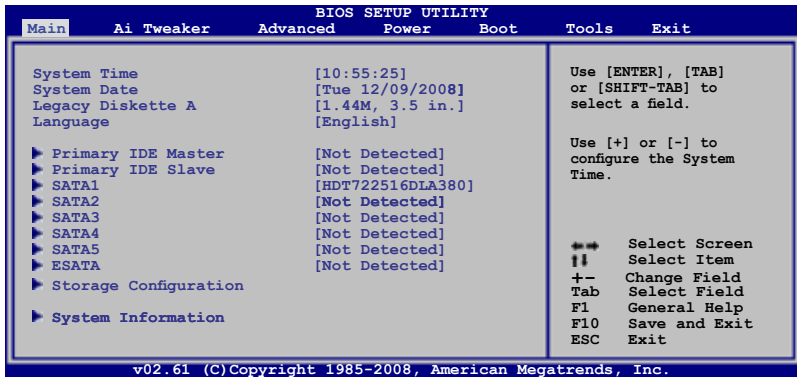 BIOS SETUP UTILITY
Main Ai Tweaker Advanced Power Boot Tools Exit
System Time [10:55:25]
System Date [Tue 12/09/2008]
Legacy Diskette A [1.44M, 3.5 in.]
Language [English]
Primary IDE Master [Not Detected]
Primary IDE Slave [Not Detected]
SATA1 [HDT722516DLA380]
SATA2 [Not Detected]
SATA3 [Not Detected]
SATA4 [Not Detected]
SATA5 [Not Detected]
ESATA [Not Detected]
Storage Configuration
System Information
Use [ENTER], [TAB]
or [SHIFT-TAB] to
select a field.
Use [+] or [-] to
configure the System
Time.
←→ Select Screen
↑↓ Select Item
+- Change Field
Tab Select Field
F1 General Help
F10 Save and Exit
ESC Exit
v02.61 (C)Copyright 1985-2008, American Megatrends, Inc.